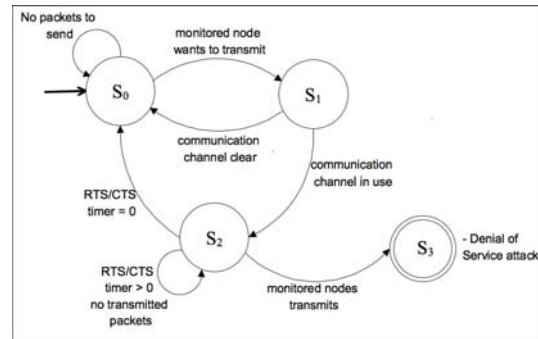 No packets to
send
monitored node
wants to transmit
S0
S1
communication
channel clear
communication
channel in use
RTS/CTS
timer = 0
S2
S3
- Denial of
Service attack
RTS/CTS
timer > 0
no transmitted
packets
monitored nodes
transmits